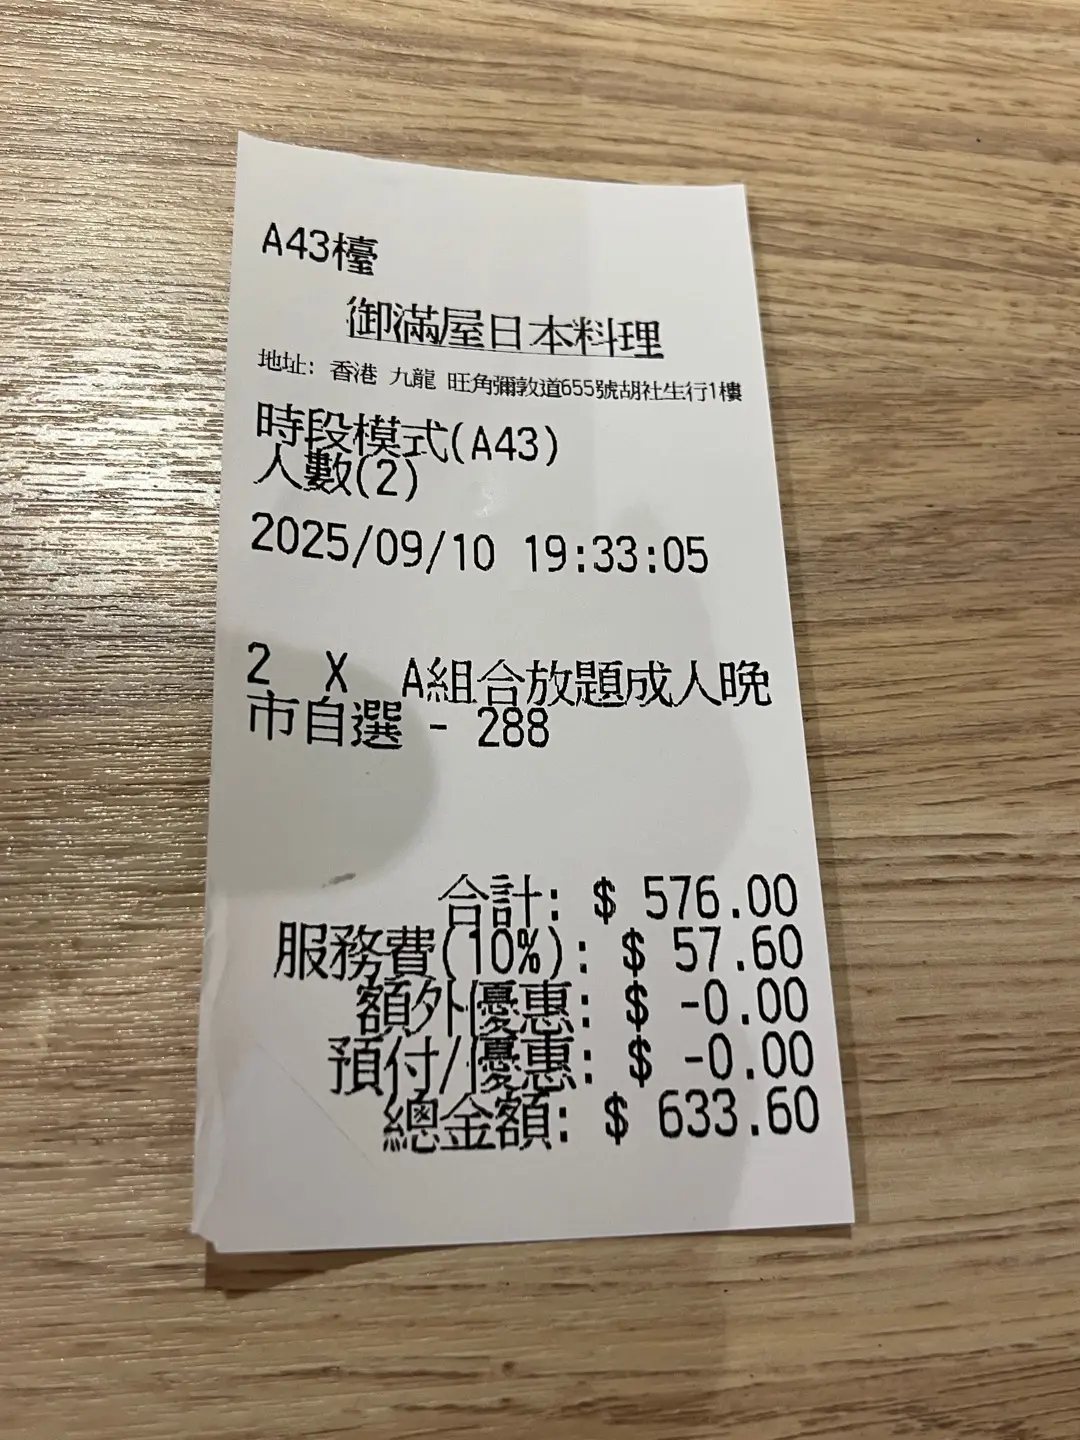 A43檯
御滿屋日本料理
地址: 香港 九龍 旺角彌敦道655號胡社生行1樓
時段模式(A43)
人數(2)
2025/09/10 19:33:05
2 X A組合放題成人晚
市自選 - 288
合計: $ 576.00
服務費(10%): $ 57.60
額外優惠: $ -0.00
預付/優惠: $ -0.00
總金額: $ 633.60